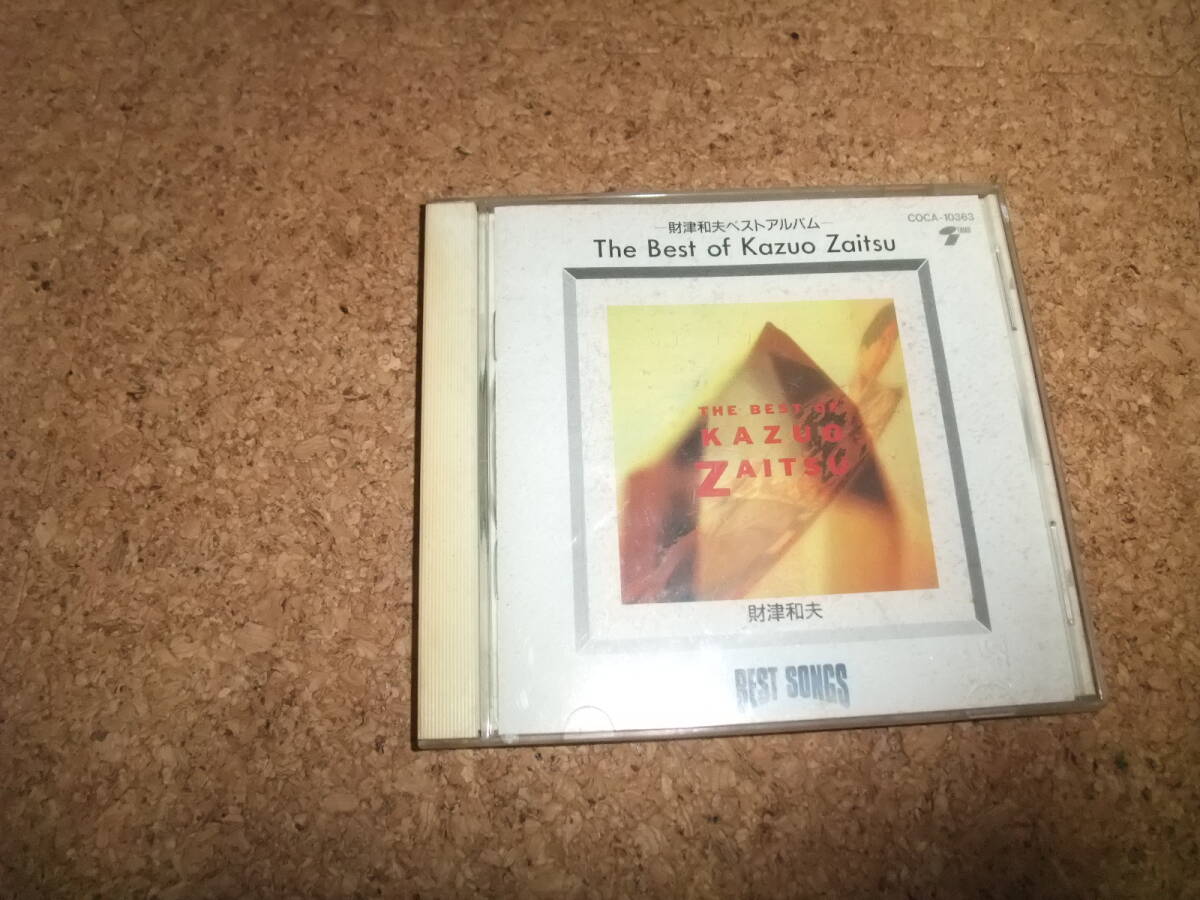 COCA-10363
―財津和夫ベストアルバム―
The Best of Kazuo Zaitsu
THE BEST OF
KAZUO
ZAITSU
財津和夫
BEST SONGS